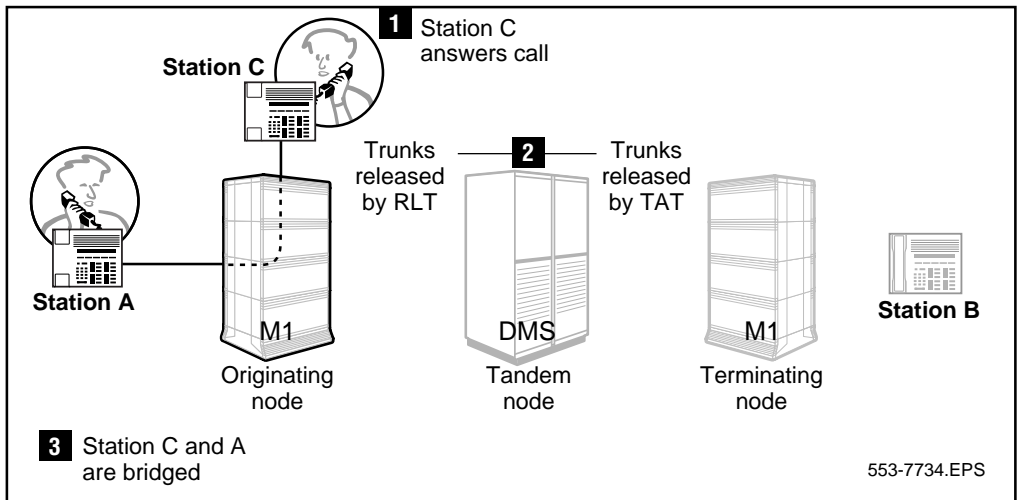 1 Station C
answers call
Station C
Trunks
released
by RLT
2
Trunks
released
by TAT
Station A
Station B
M1
DMS
M1
Originating
node
Tandem
node
Terminating
node
3 Station C and A
are bridged
553-7734.EPS